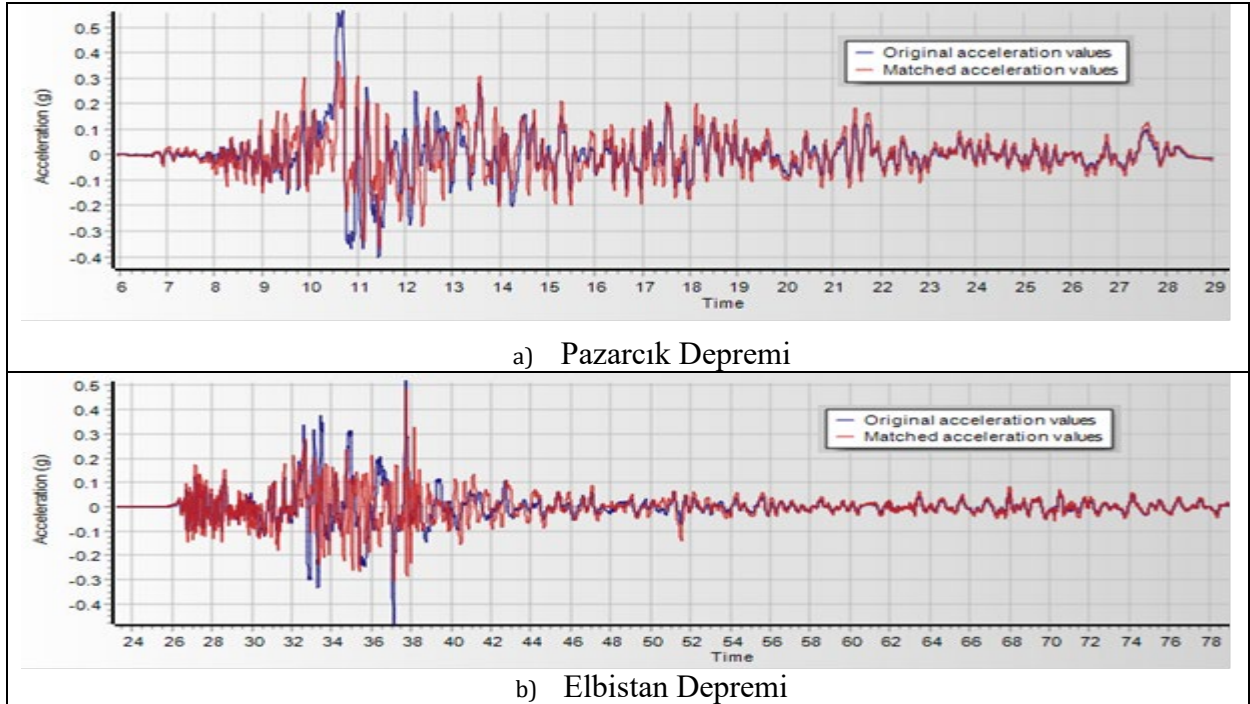 0.5
0.4
0.3
0.2
0.1
0
-0.1
-0.2
-0.3
-0.4
Acceleration (g)
Original acceleration values
Matched acceleration values
6 7 8 9 10 11 12 13 14 15 16 17 18 19 20 21 22 23 24 25 26 27 28 29
Time
a) Pazarcık Depremi
0.5
0.4
0.3
0.2
0.1
0
-0.1
-0.2
-0.3
-0.4
Acceleration (g)
Original acceleration values
Matched acceleration values
24 26 28 30 32 34 36 38 40 42 44 46 48 50 52 54 56 58 60 62 64 66 68 70 72 74 76 78
Time
b) Elbistan Depremi